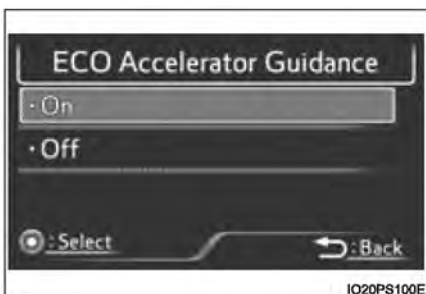 ECO Accelerator Guidance
· On
· Off
: Select
: Back
IO20PS100E